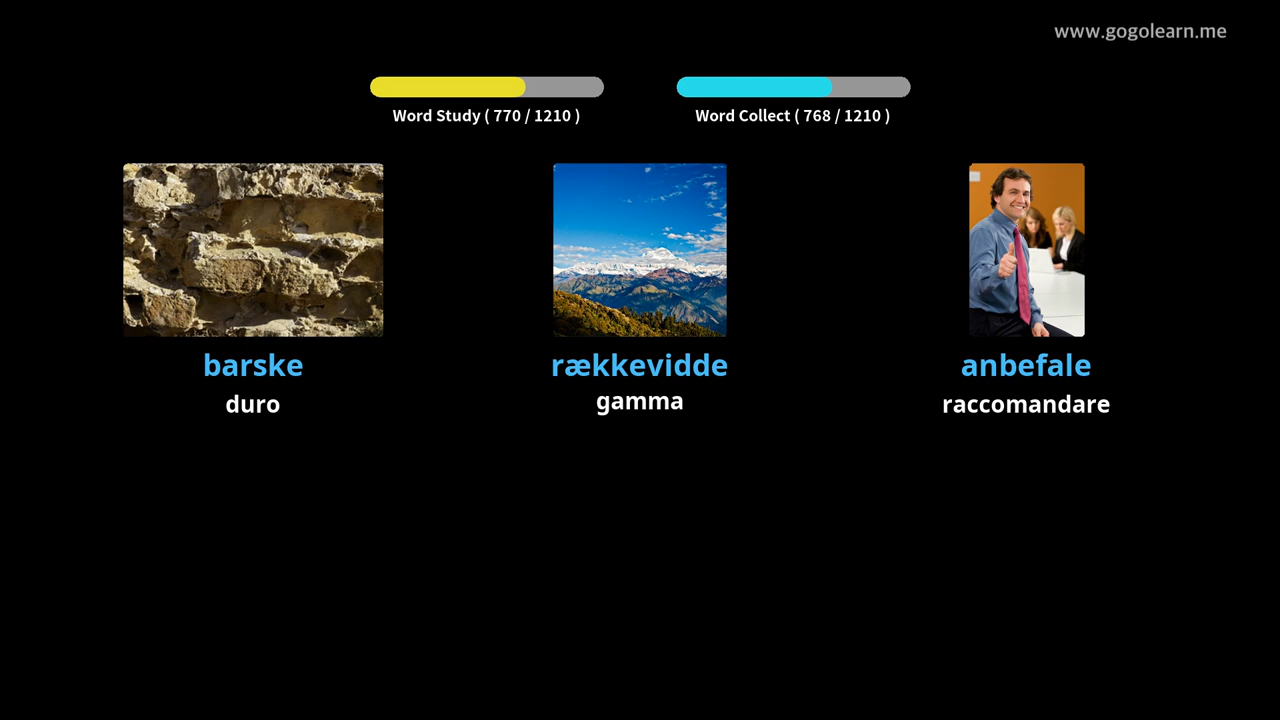 www.gogolearn.me
Word Study ( 770 / 1210 )
Word Collect ( 768 / 1210 )
barske
duro
rækkevidde
gamma
anbefale
raccomandare